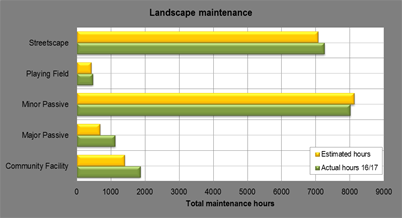 Landscape maintenance
Streetscape
Playing Field
Minor Passive
Major Passive
Community Facility
Estimated hours
Actual hours 16/17
0 1000 2000 3000 4000 5000 6000 7000 8000 9000
Total maintenance hours